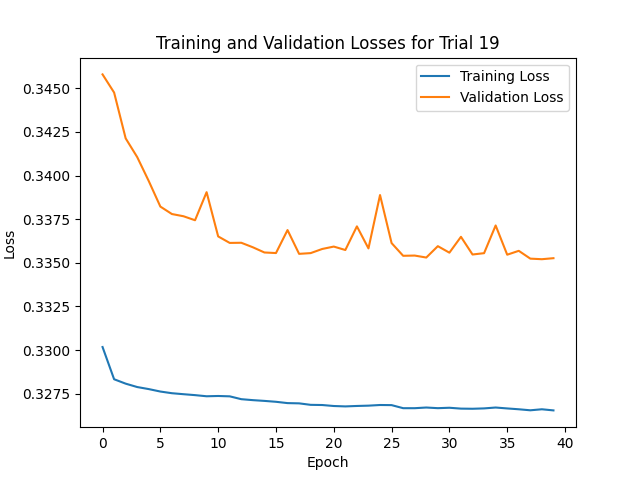 Training and Validation Losses for Trial 19
Training Loss
Validation Loss
Loss
0.3450
0.3425
0.3400
0.3375
0.3350
0.3325
0.3300
0.3275
0 5 10 15 20 25 30 35 40
Epoch